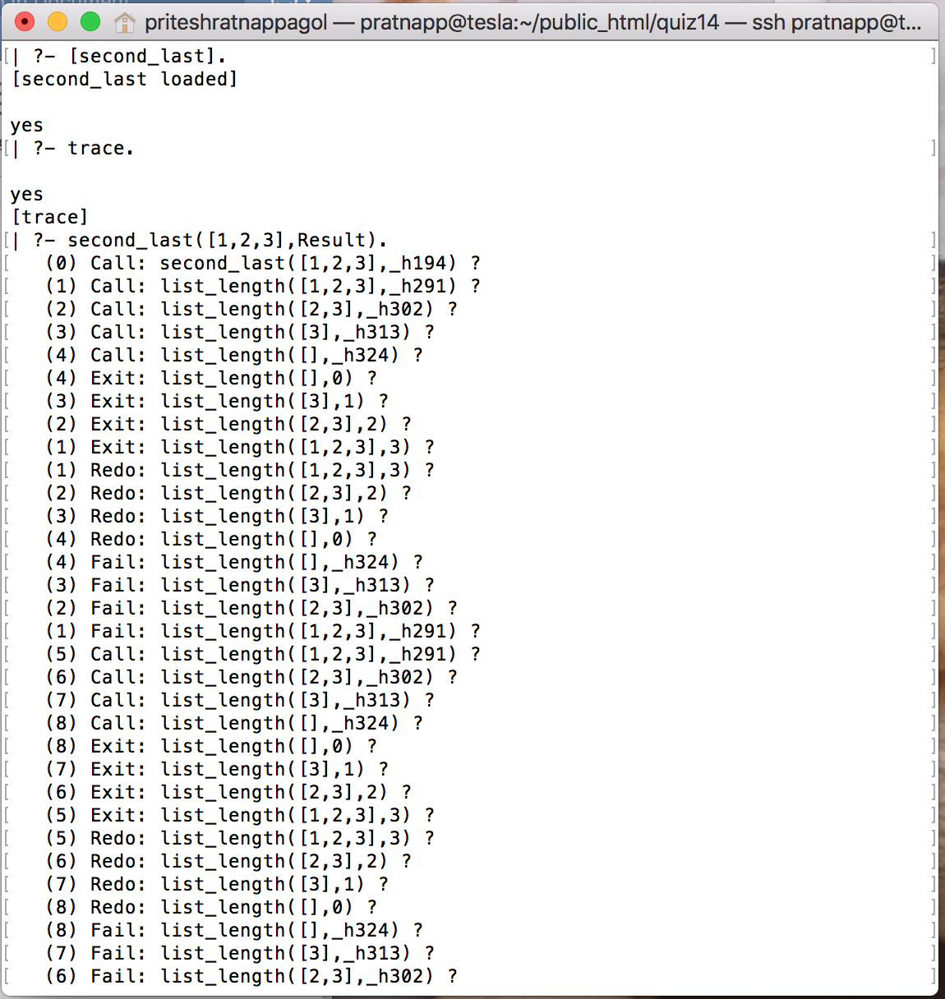 priteshratnappagol — pratnapp@tesla:~/public_html/quiz14 — ssh pratnapp@t...
[| ?- [second_last]. ]
[second_last loaded]
yes
[| ?- trace. ]
yes
[trace]
[| ?- second_last([1,2,3],Result). ]
[ (0) Call: second_last([1,2,3],_h194) ? ]
[ (1) Call: list_length([1,2,3],_h291) ? ]
[ (2) Call: list_length([2,3],_h302) ? ]
[ (3) Call: list_length([3],_h313) ? ]
[ (4) Call: list_length([],_h324) ? ]
[ (4) Exit: list_length([],0) ? ]
[ (3) Exit: list_length([3],1) ? ]
[ (2) Exit: list_length([2,3],2) ? ]
[ (1) Exit: list_length([1,2,3],3) ? ]
[ (1) Redo: list_length([1,2,3],3) ? ]
[ (2) Redo: list_length([2,3],2) ? ]
[ (3) Redo: list_length([3],1) ? ]
[ (4) Redo: list_length([],0) ? ]
[ (4) Fail: list_length([],_h324) ? ]
[ (3) Fail: list_length([3],_h313) ? ]
[ (2) Fail: list_length([2,3],_h302) ? ]
[ (1) Fail: list_length([1,2,3],_h291) ? ]
[ (5) Call: list_length([1,2,3],_h291) ? ]
[ (6) Call: list_length([2,3],_h302) ? ]
[ (7) Call: list_length([3],_h313) ? ]
[ (8) Call: list_length([],_h324) ? ]
[ (8) Exit: list_length([],0) ? ]
[ (7) Exit: list_length([3],1) ? ]
[ (6) Exit: list_length([2,3],2) ? ]
[ (5) Exit: list_length([1,2,3],3) ? ]
[ (5) Redo: list_length([1,2,3],3) ? ]
[ (6) Redo: list_length([2,3],2) ? ]
[ (7) Redo: list_length([3],1) ? ]
[ (8) Redo: list_length([],0) ? ]
[ (8) Fail: list_length([],_h324) ? ]
[ (7) Fail: list_length([3],_h313) ? ]
[ (6) Fail: list_length([2,3],_h302) ? ]